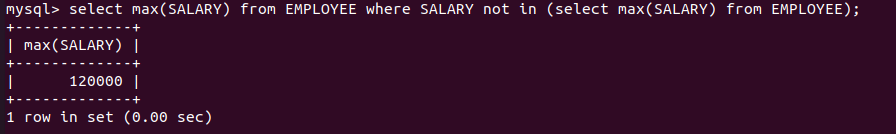 mysql> select max(SALARY) from EMPLOYEE where SALARY not in (select max(SALARY) from EMPLOYEE);
+-------------+
| max(SALARY) |
+-------------+
|      120000 |
+-------------+
1 row in set (0.00 sec)